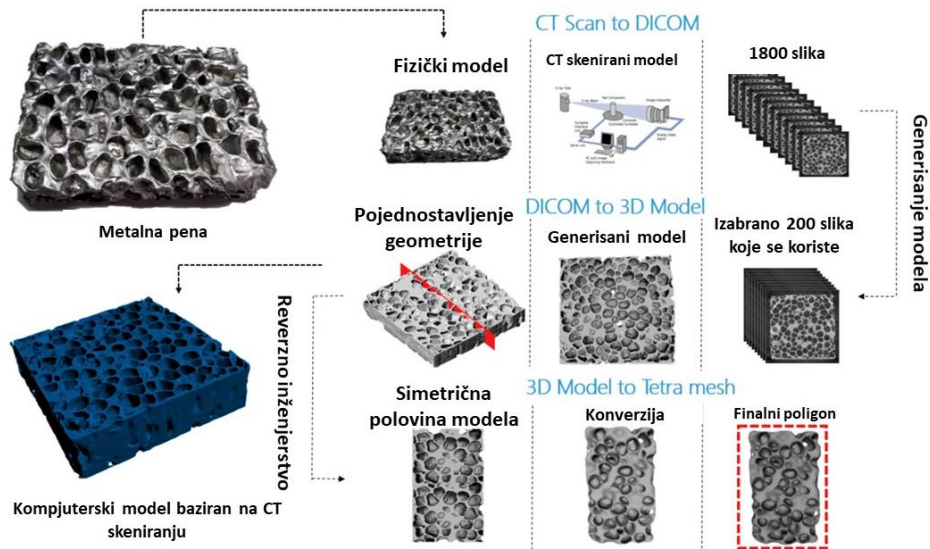 CT Scan to DICOM
Fizički model
CT skenirani model
1800 slika
Generisanje modela
Metalna pena
DICOM to 3D Model
Pojednostavljenje
geometrije
Generisani model
Izabrano 200 slika
koje se koriste
Reverzno inženjerstvo
3D Model to Tetra mesh
Simetrična
polovina modela
Konverzija
Finalni poligon
Kompjuterski model baziran na CT
skeniranju